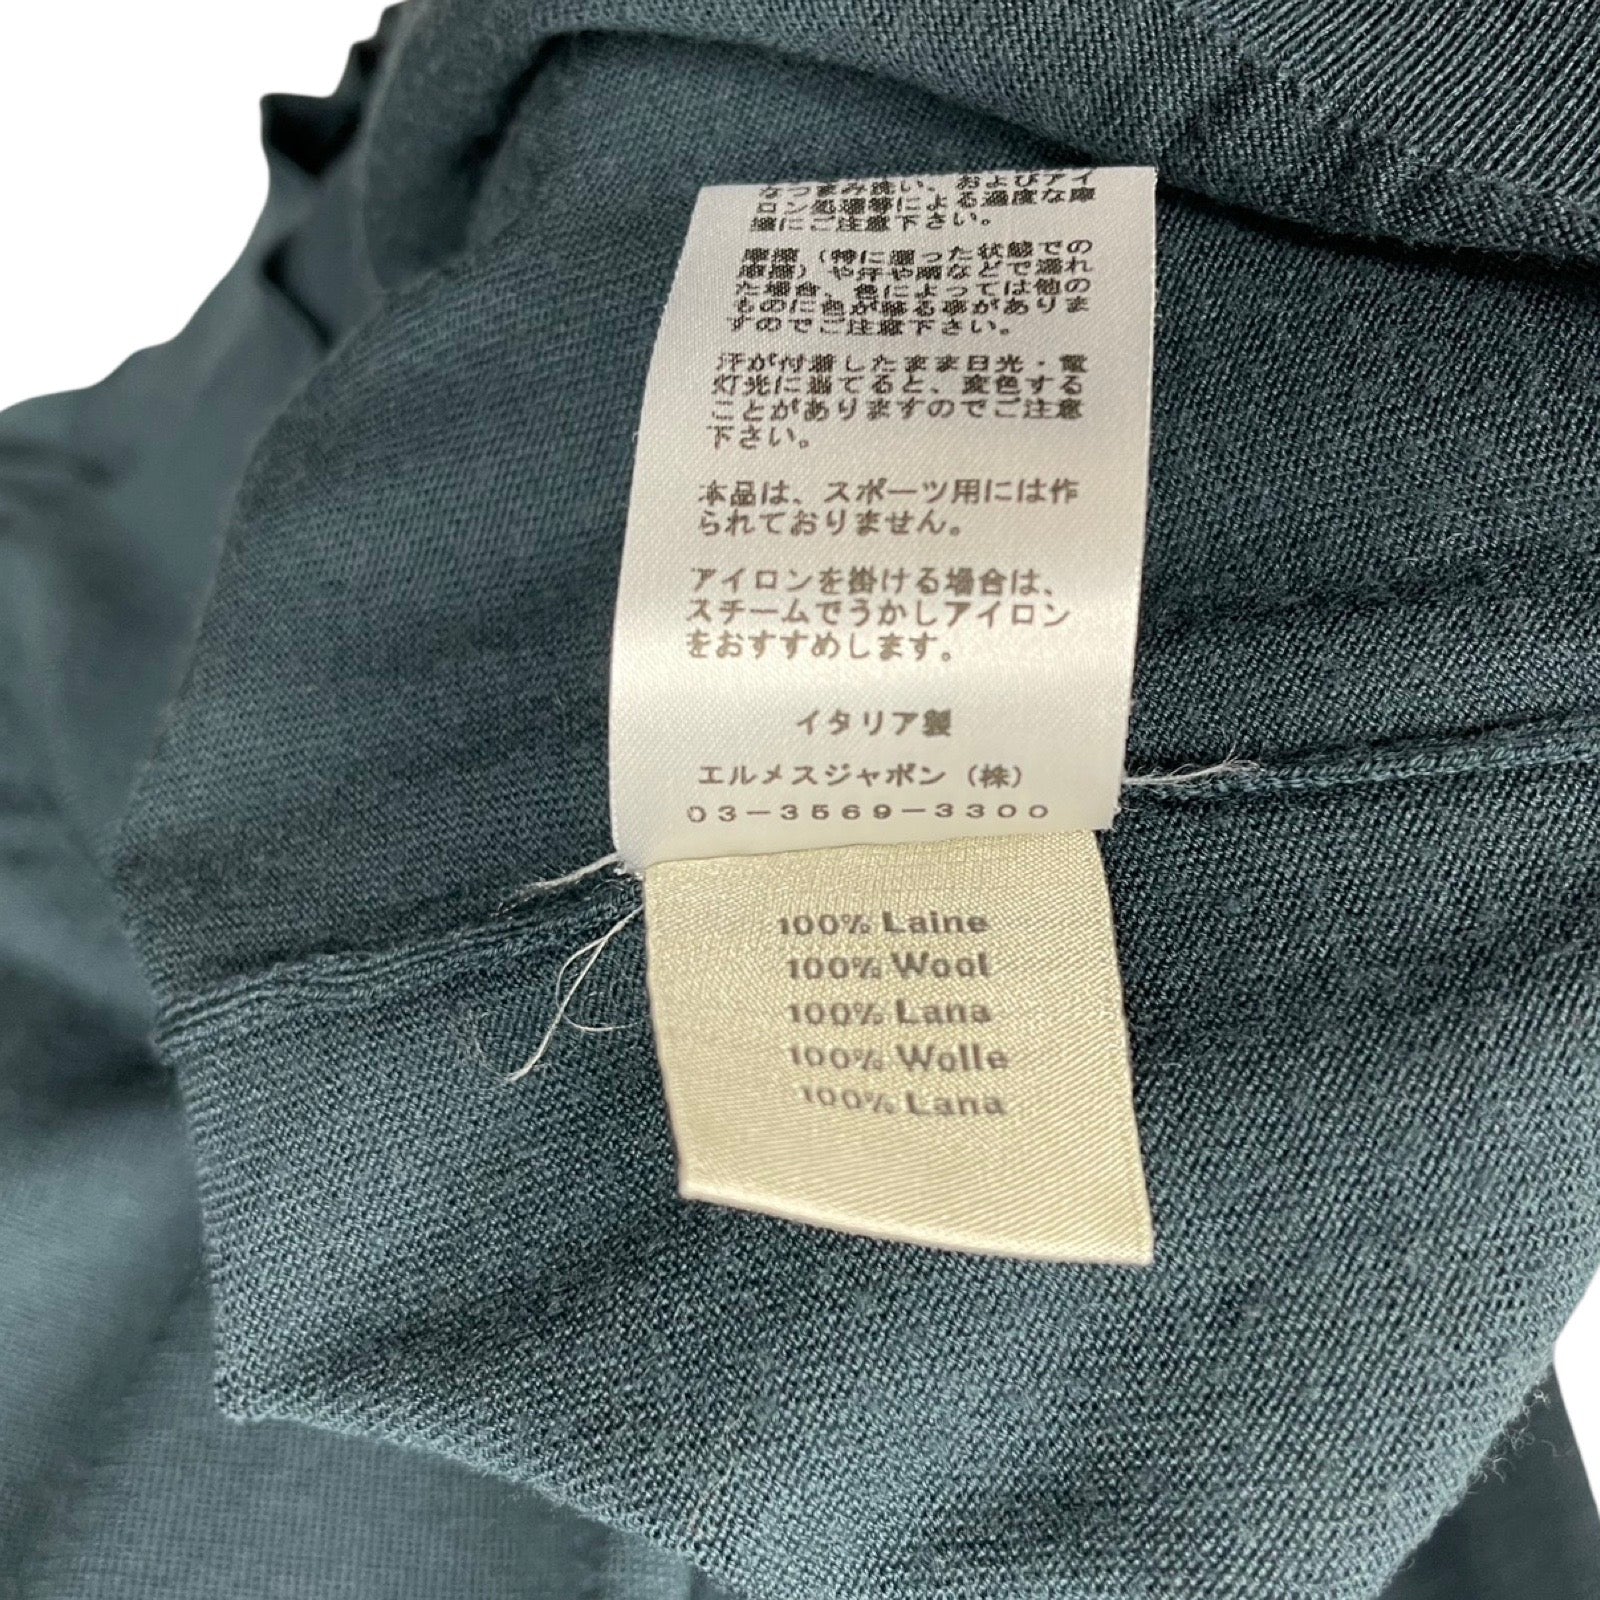 なつまみ洗い、およびアイ
ロン処理等による過度な摩
擦にご注意下さい。
摩擦（特に湿った状態での
摩擦）や汗や雨などで濡れ
た場合、色によっては他の
ものに色が移る事がありま
すのでご注意下さい。
汗が付着したまま日光・電
灯光に当てると、変色する
ことがありますのでご注意
下さい。
本品は、スポーツ用には作
られておりません。
アイロンを掛ける場合は、
スチームでうかしアイロン
をおすすめします。
イタリア製
エルメスジャポン（株）
03-3569-3300
100% Laine
100% Wool
100% Lana
100% Wolle
100% Lana